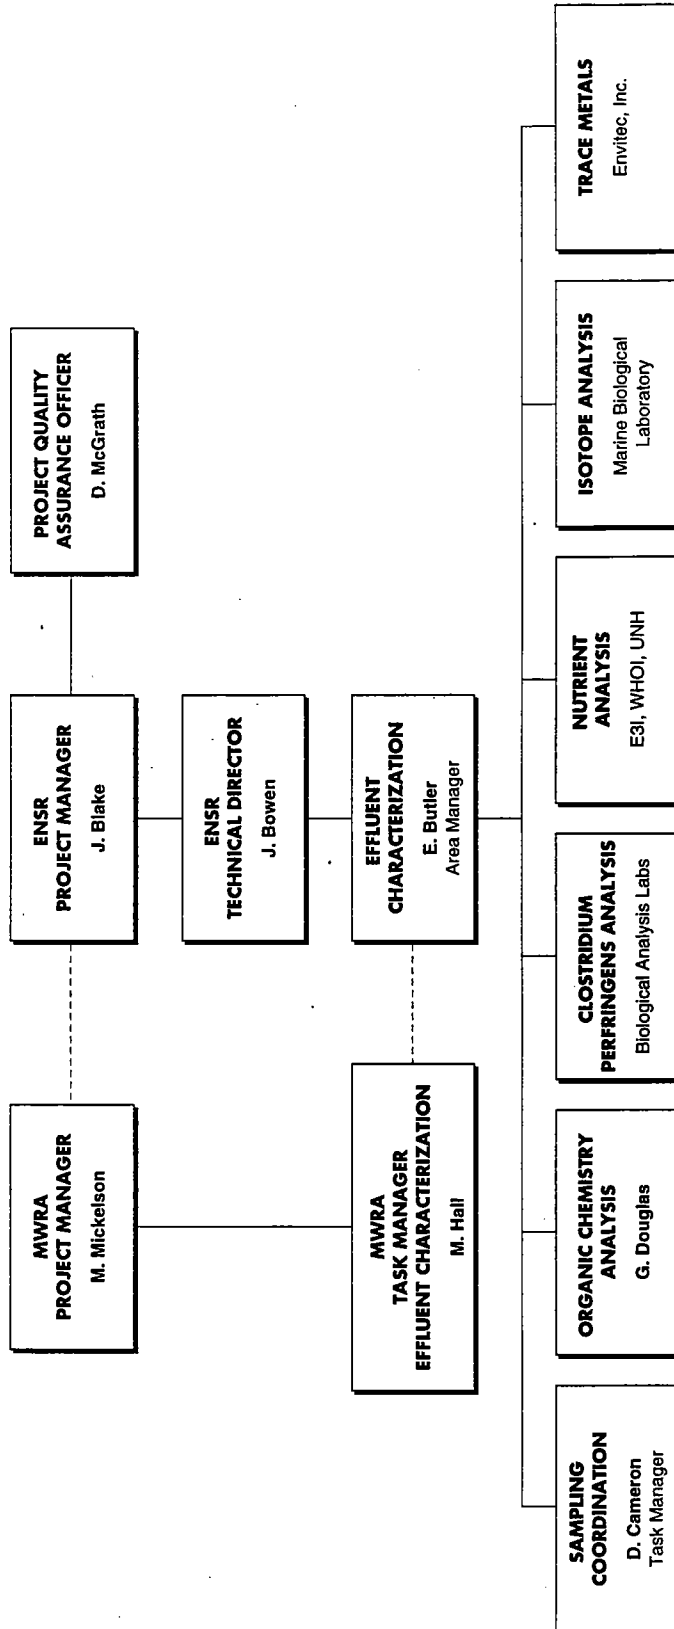 MWRA
PROJECT MANAGER
M. Mickelson
ENSR
PROJECT MANAGER
J. Blake
PROJECT QUALITY
ASSURANCE OFFICER
D. McGrath
ENSR
TECHNICAL DIRECTOR
J. Bowen
MWRA
TASK MANAGER
EFFLUENT CHARACTERIZATION
M. Hall
EFFLUENT
CHARACTERIZATION
E. Butler
Area Manager
SAMPLING
COORDINATION
D. Cameron
Task Manager
ORGANIC CHEMISTRY
ANALYSIS
G. Douglas
CLOSTRIDIUM
PERFRINGENS ANALYSIS
Biological Analysis Labs
NUTRIENT
ANALYSIS
E3I, WHOI, UNH
ISOTOPE ANALYSIS
Marine Biological
Laboratory
TRACE METALS
Envitec, Inc.